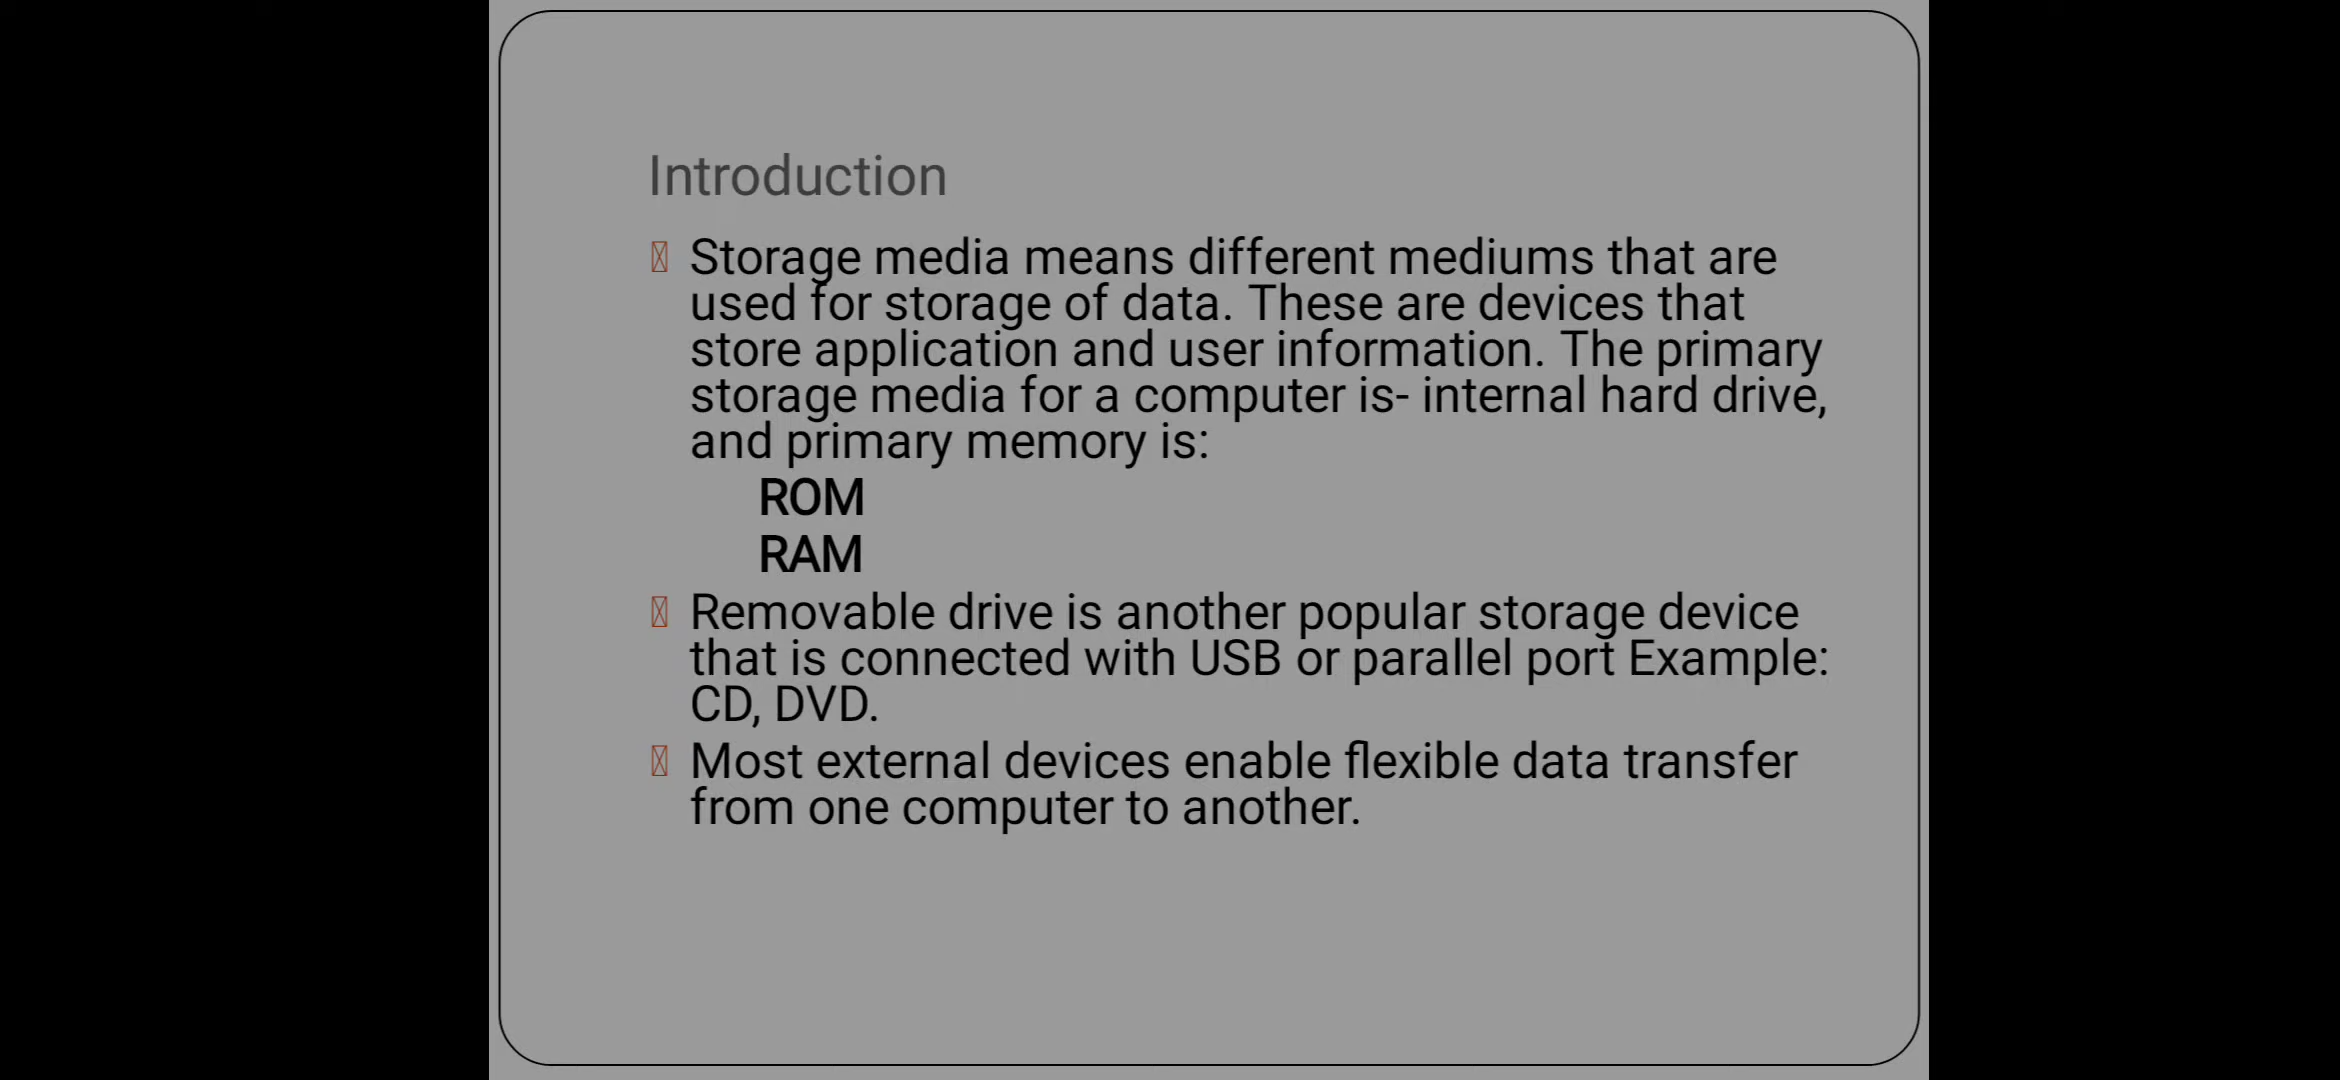 Introduction
Storage media means different mediums that are
used for storage of data. These are devices that
store application and user information. The primary
storage media for a computer is- internal hard drive,
and primary memory is:
ROM
RAM
Removable drive is another popular storage device
that is connected with USB or parallel port Example:
CD, DVD.
Most external devices enable flexible data transfer
from one computer to another.